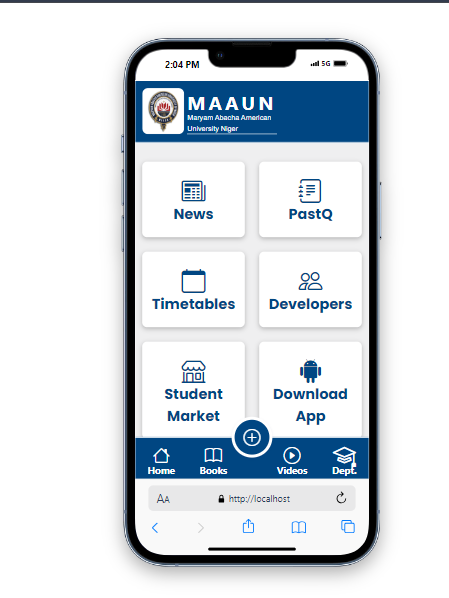 2:04 PM
5G
MAAUN
Maryam Abacha American
University Niger
News
PastQ
Timetables
Developers
Student
Market
Download
App
Home
Books
Videos
Dept.
AA
http://localhost